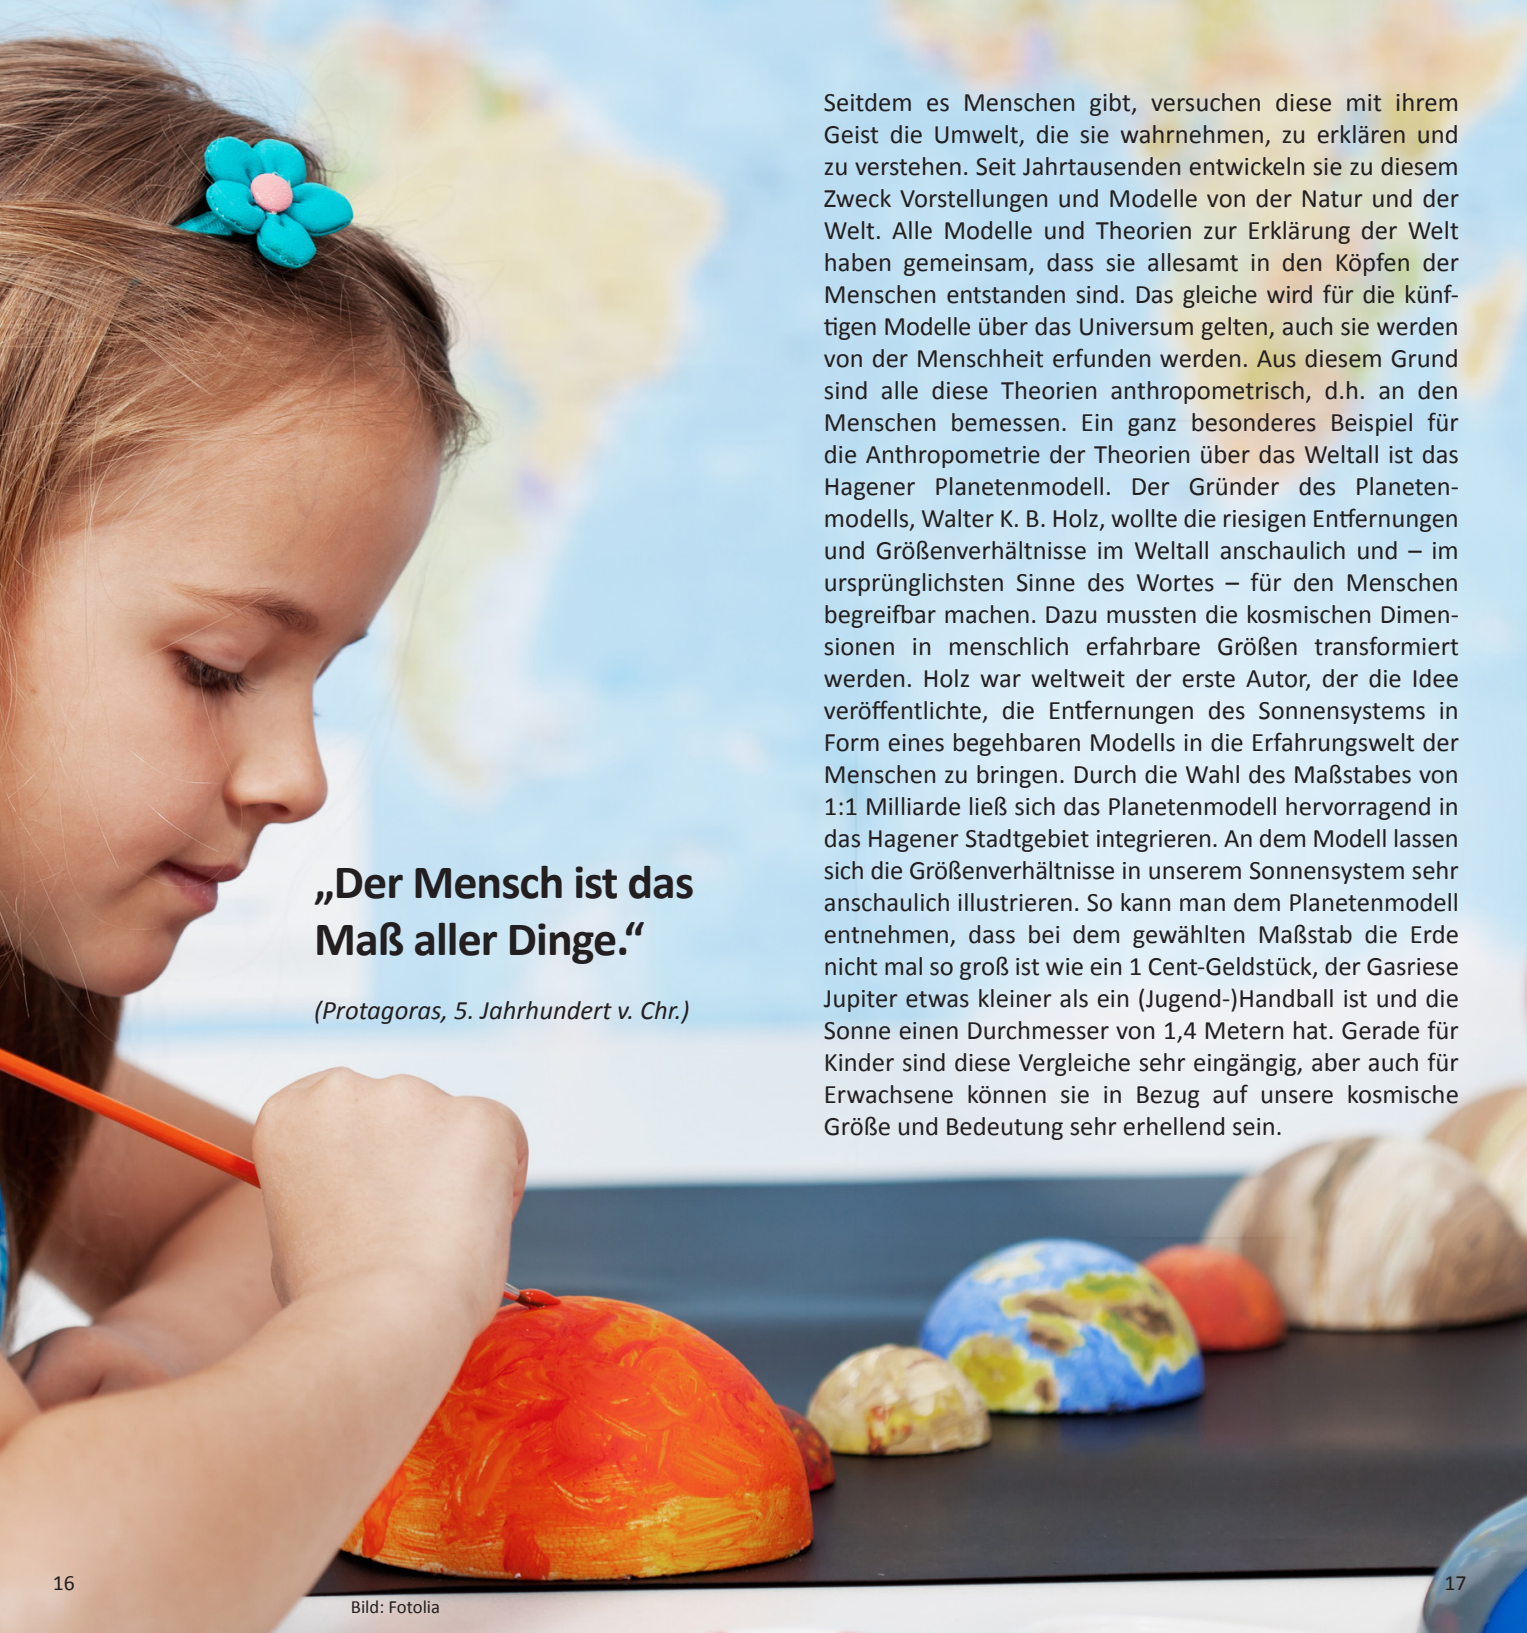 „Der Mensch ist das
Maß aller Dinge.“
(Protagoras, 5. Jahrhundert v. Chr.)
Seitdem es Menschen gibt, versuchen diese mit ihrem
Geist die Umwelt, die sie wahrnehmen, zu erklären und
zu verstehen. Seit Jahrtausenden entwickeln sie zu diesem
Zweck Vorstellungen und Modelle von der Natur und der
Welt. Alle Modelle und Theorien zur Erklärung der Welt
haben gemeinsam, dass sie allesamt in den Köpfen der
Menschen entstanden sind. Das gleiche wird für die künf-
tigen Modelle über das Universum gelten, auch sie werden
von der Menschheit erfunden werden. Aus diesem Grund
sind alle diese Theorien anthropometrisch, d.h. an den
Menschen bemessen. Ein ganz besonderes Beispiel für
die Anthropometrie der Theorien über das Weltall ist das
Hagener Planetenmodell. Der Gründer des Planeten-
modells, Walter K. B. Holz, wollte die riesigen Entfernungen
und Größenverhältnisse im Weltall anschaulich und – im
ursprünglichsten Sinne des Wortes – für den Menschen
begreifbar machen. Dazu mussten die kosmischen Dimen-
sionen in menschlich erfahrbare Größen transformiert
werden. Holz war weltweit der erste Autor, der die Idee
veröffentlichte, die Entfernungen des Sonnensystems in
Form eines begehbaren Modells in die Erfahrungswelt der
Menschen zu bringen. Durch die Wahl des Maßstabes von
1:1 Milliarde ließ sich das Planetenmodell hervorragend in
das Hagener Stadtgebiet integrieren. An dem Modell lassen
sich die Größenverhältnisse in unserem Sonnensystem sehr
anschaulich illustrieren. So kann man dem Planetenmodell
entnehmen, dass bei dem gewählten Maßstab die Erde
nicht mal so groß ist wie ein 1 Cent-Geldstück, der Gasriese
Jupiter etwas kleiner als ein (Jugend-)Handball ist und die
Sonne einen Durchmesser von 1,4 Metern hat. Gerade für
Kinder sind diese Vergleiche sehr eingängig, aber auch für
Erwachsene können sie in Bezug auf unsere kosmische
Größe und Bedeutung sehr erhellend sein.
16
Bild: Fotolia
17